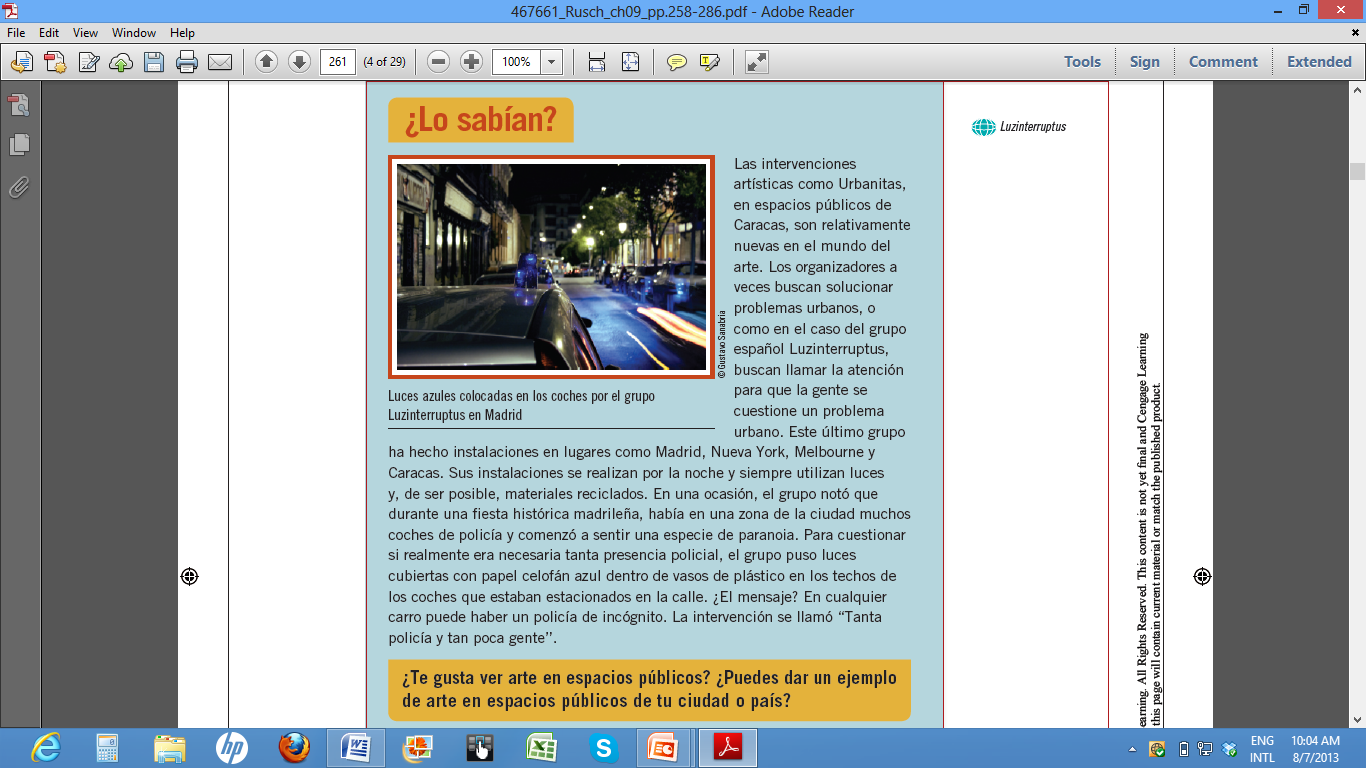 467661_Rusch_ch09_pp.258-286.pdf - Adobe Reader
File Edit View Window Help
261 (4 of 29) 100% Tools Sign Comment Extended
¿Lo sabían?
Luzinterruptus
Las intervenciones
artísticas como Urbanitas,
en espacios públicos de
Caracas, son relativamente
nuevas en el mundo del
arte. Los organizadores a
veces buscan solucionar
problemas urbanos, o
como en el caso del grupo
español Luzinterruptus,
buscan llamar la atención
para que la gente se
cuestione un problema
urbano. Este último grupo
© Gustavo Sanabria
Luces azules colocadas en los coches por el grupo
Luzinterruptus en Madrid
ha hecho instalaciones en lugares como Madrid, Nueva York, Melbourne y
Caracas. Sus instalaciones se realizan por la noche y siempre utilizan luces
y, de ser posible, materiales reciclados. En una ocasión, el grupo notó que
durante una fiesta histórica madrileña, había en una zona de la ciudad muchos
coches de policía y comenzó a sentir una especie de paranoia. Para cuestionar
si realmente era necesaria tanta presencia policial, el grupo puso luces
cubiertas con papel celofán azul dentro de vasos de plástico en los techos de
los coches que estaban estacionados en la calle. ¿El mensaje? En cualquier
carro puede haber un policía de incógnito. La intervención se llamó “Tanta
policía y tan poca gente”.
¿Te gusta ver arte en espacios públicos? ¿Puedes dar un ejemplo
de arte en espacios públicos de tu ciudad o país?
earning. All Rights Reserved. This content is not yet final and Cengage Learning
this page will contain current material or match the published product.
ENG 10:04 AM
INTL 8/7/2013